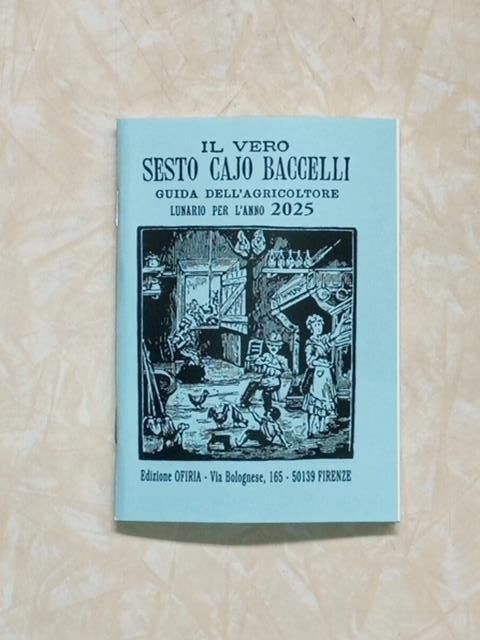 IL VERO
SESTO CAJO BACCELLI
GUIDA DELL'AGRICOLTORE
LUNARIO PER L'ANNO 2025
Edizione OFIRIA - Via Bolognese, 165 - 50139 FIRENZE